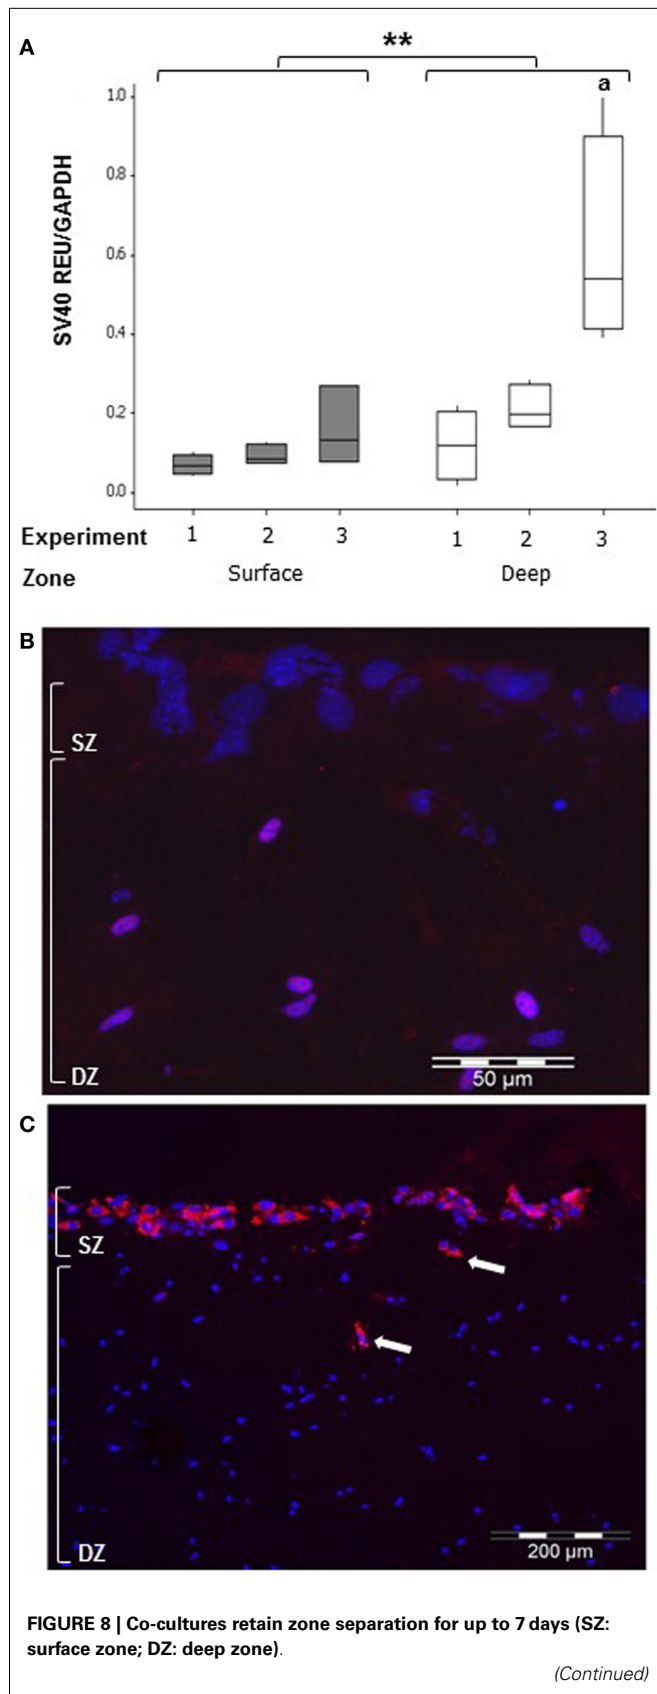 A
**
a
SV40 REU/GAPDH
1.0
0.8
0.6
0.4
0.2
0.0
Experiment 1 2 3 1 2 3
Zone Surface Deep
B
SZ
DZ
50 µm
C
SZ
DZ
200 µm
FIGURE 8 | Co-cultures retain zone separation for up to 7 days (SZ:
surface zone; DZ: deep zone).
(Continued)